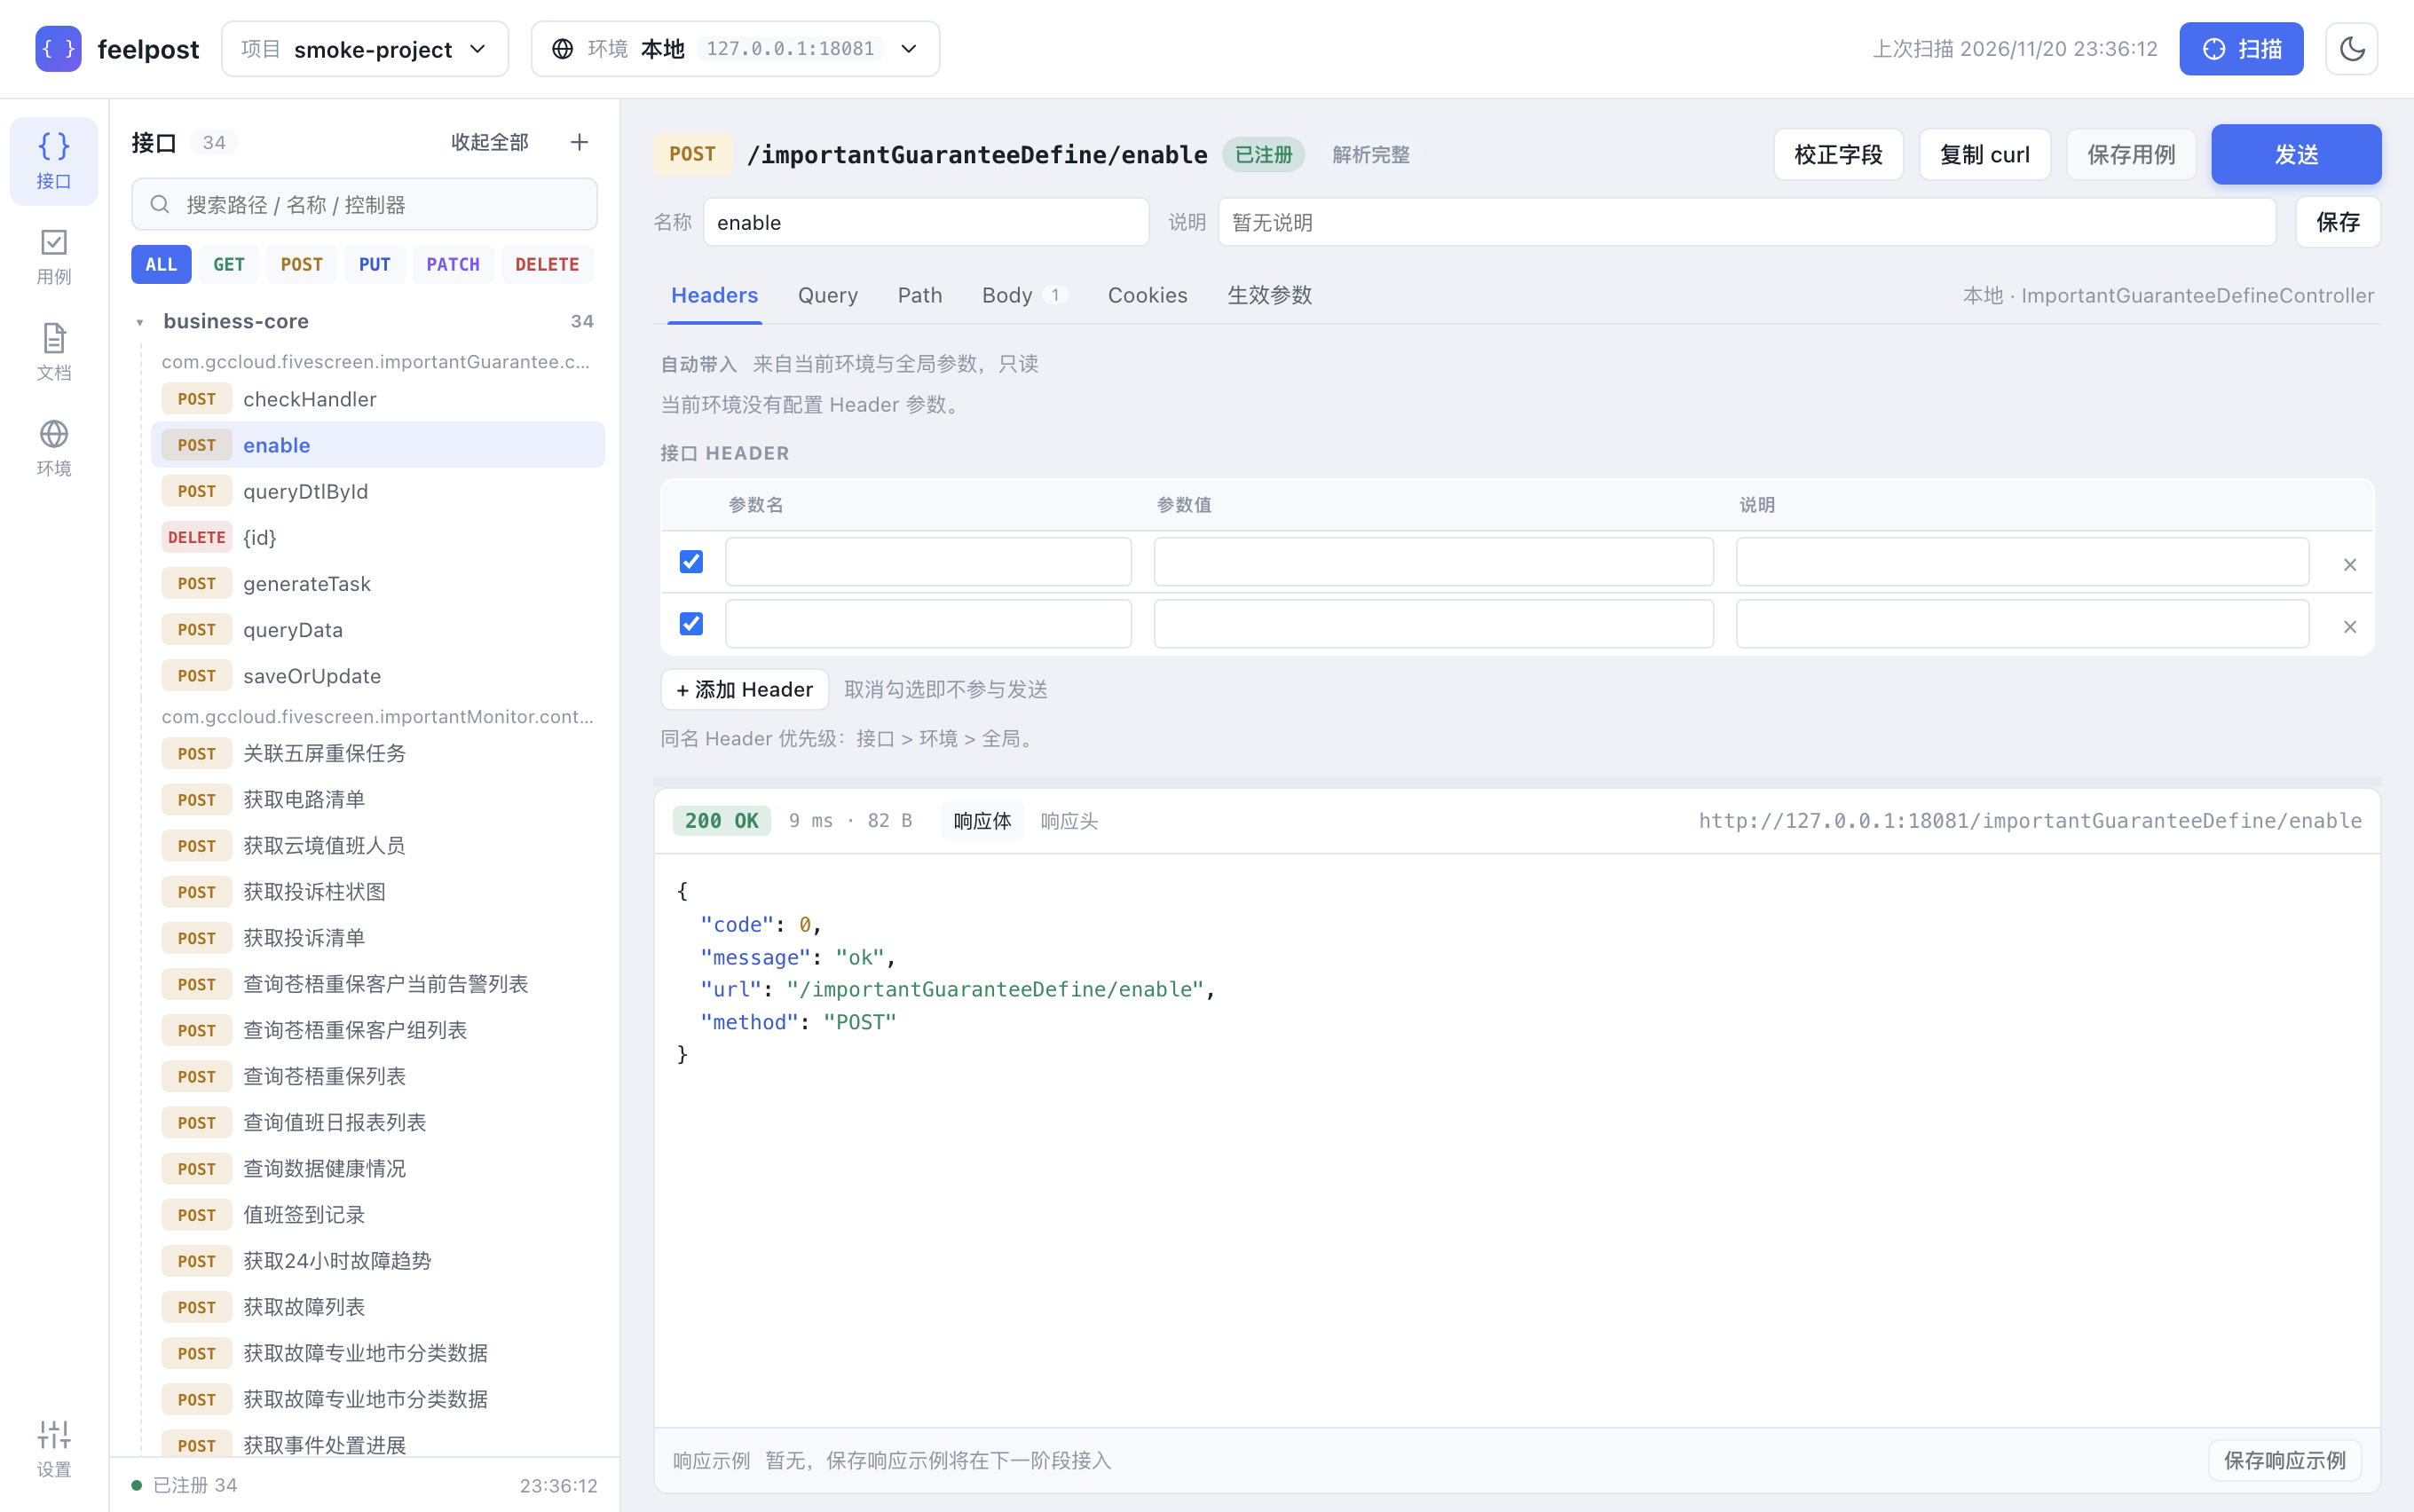 { } feelpost 项目 smoke-project 环境 本地 127.0.0.1:18081 上次扫描 2026/11/20 23:36:12 扫描
接口
用例
文档
环境
设置
接口 34 收起全部 +
搜索路径 / 名称 / 控制器
ALL GET POST PUT PATCH DELETE
business-core 34
com.gccloud.fivescreen.importantGuarantee.c...
POST checkHandler
POST enable
POST queryDtlById
DELETE {id}
POST generateTask
POST queryData
POST saveOrUpdate
com.gccloud.fivescreen.importantMonitor.cont...
POST 关联五屏重保任务
POST 获取电路清单
POST 获取云境值班人员
POST 获取投诉柱状图
POST 获取投诉清单
POST 查询苍梧重保客户当前告警列表
POST 查询苍梧重保客户组列表
POST 查询苍梧重保列表
POST 查询值班日报表列表
POST 查询数据健康情况
POST 值班签到记录
POST 获取24小时故障趋势
POST 获取故障列表
POST 获取故障专业地市分类数据
POST 获取故障专业地市分类数据
POST 获取事件处置进展
已注册 34 23:36:12
POST /importantGuaranteeDefine/enable 已注册 解析完整 校正字段 复制 curl 保存用例 发送
名称 enable 说明 暂无说明 保存
Headers Query Path Body 1 Cookies 生效参数 本地 · ImportantGuaranteeDefineController
自动带入 来自当前环境与全局参数，只读
当前环境没有配置 Header 参数。
接口 HEADER
参数名 参数值 说明
×
×
+ 添加 Header 取消勾选即不参与发送
同名 Header 优先级：接口 > 环境 > 全局。
200 OK 9 ms · 82 B 响应体 响应头 http://127.0.0.1:18081/importantGuaranteeDefine/enable
{
"code": 0,
"message": "ok",
"url": "/importantGuaranteeDefine/enable",
"method": "POST"
}
响应示例 暂无，保存响应示例将在下一阶段接入 保存响应示例